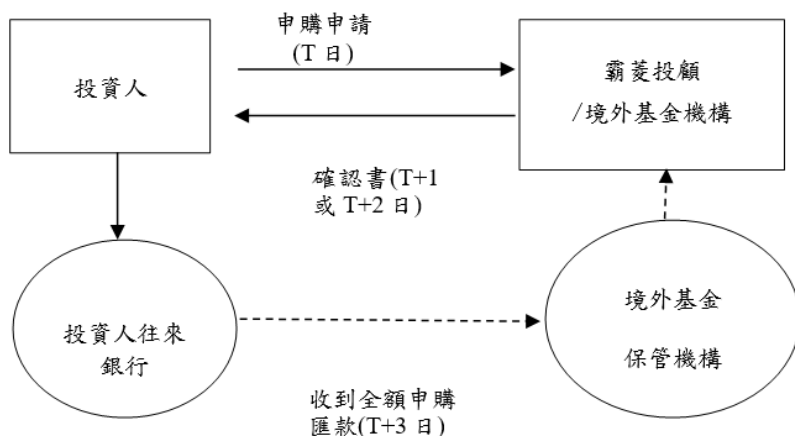 申購申請
(T 日)
投資人
霸菱投顧
/境外基金機構
確認書(T+1
或 T+2 日)
投資人往來
銀行
境外基金
保管機構
收到全額申購
匯款(T+3 日)